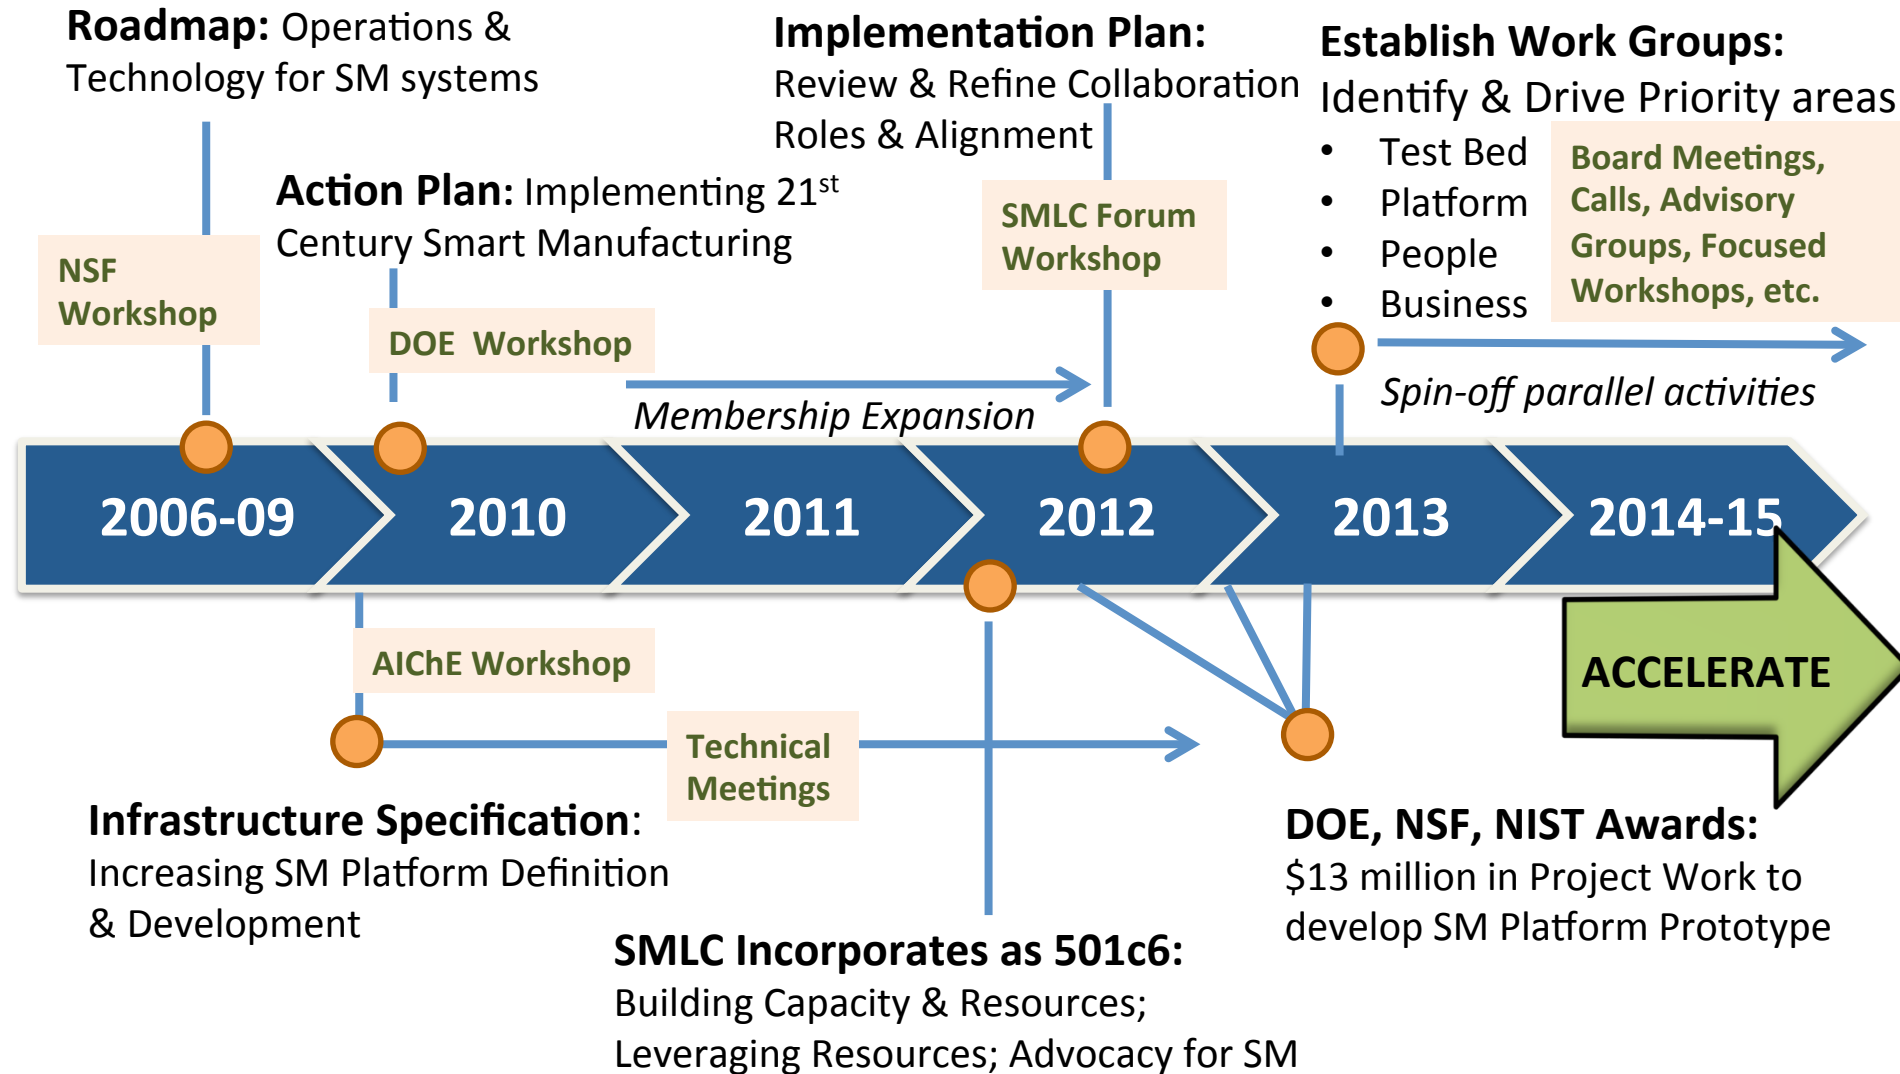 Roadmap: Operations &
Technology for SM systems
NSF
Workshop
Action Plan: Implementing 21st
Century Smart Manufacturing
DOE Workshop
Membership Expansion
Implementation Plan:
Review & Refine Collaboration
Roles & Alignment
SMLC Forum
Workshop
Establish Work Groups:
Identify & Drive Priority areas
• Test Bed
• Platform
• People
• Business
Board Meetings,
Calls, Advisory
Groups, Focused
Workshops, etc.
Spin-off parallel activities
2006-09
2010
2011
2012
2013
2014-15
AIChE Workshop
Technical
Meetings
Infrastructure Specification:
Increasing SM Platform Definition
& Development
SMLC Incorporates as 501c6:
Building Capacity & Resources;
Leveraging Resources; Advocacy for SM
ACCELERATE
DOE, NSF, NIST Awards:
$13 million in Project Work to
develop SM Platform Prototype